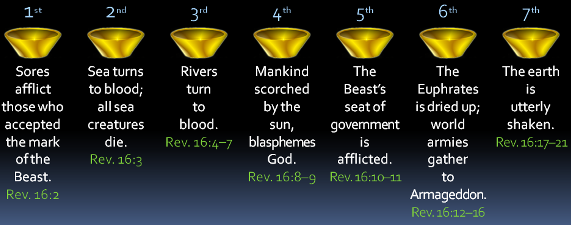 1st
Sores
afflict
those who
accepted
the mark
of the
Beast.
Rev. 16:2
2nd
Sea turns
to blood;
all sea
creatures
die.
Rev. 16:3
3rd
Rivers
turn
to
blood.
Rev. 16:4–7
4th
Mankind
scorched
by the
sun,
blasphemes
God.
Rev. 16:8–9
5th
The
Beast's
seat of
government
is
afflicted.
Rev. 16:10–11
6th
The
Euphrates
is dried up;
world
armies
gather
to
Armageddon.
Rev. 16:12–16
7th
The earth
is
utterly
shaken.
Rev. 16:17–21